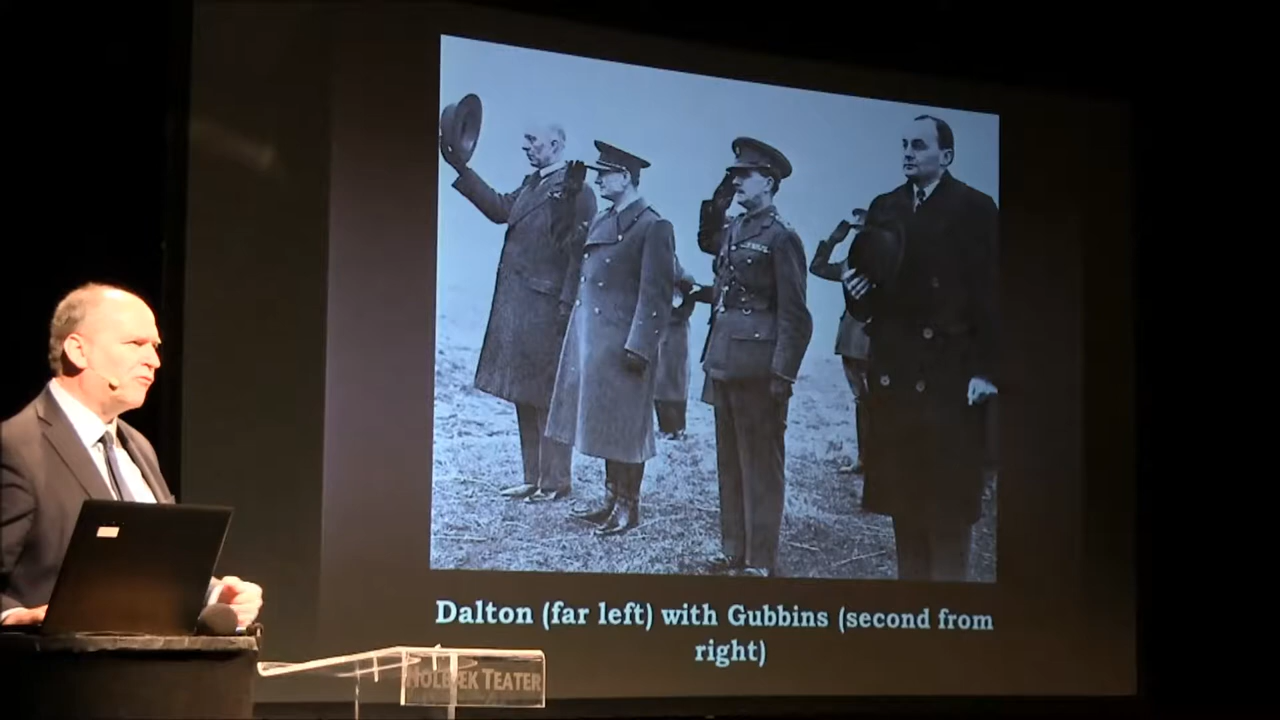 Dalton (far left) with Gubbins (second from
right)
HOLBÆK TEATER